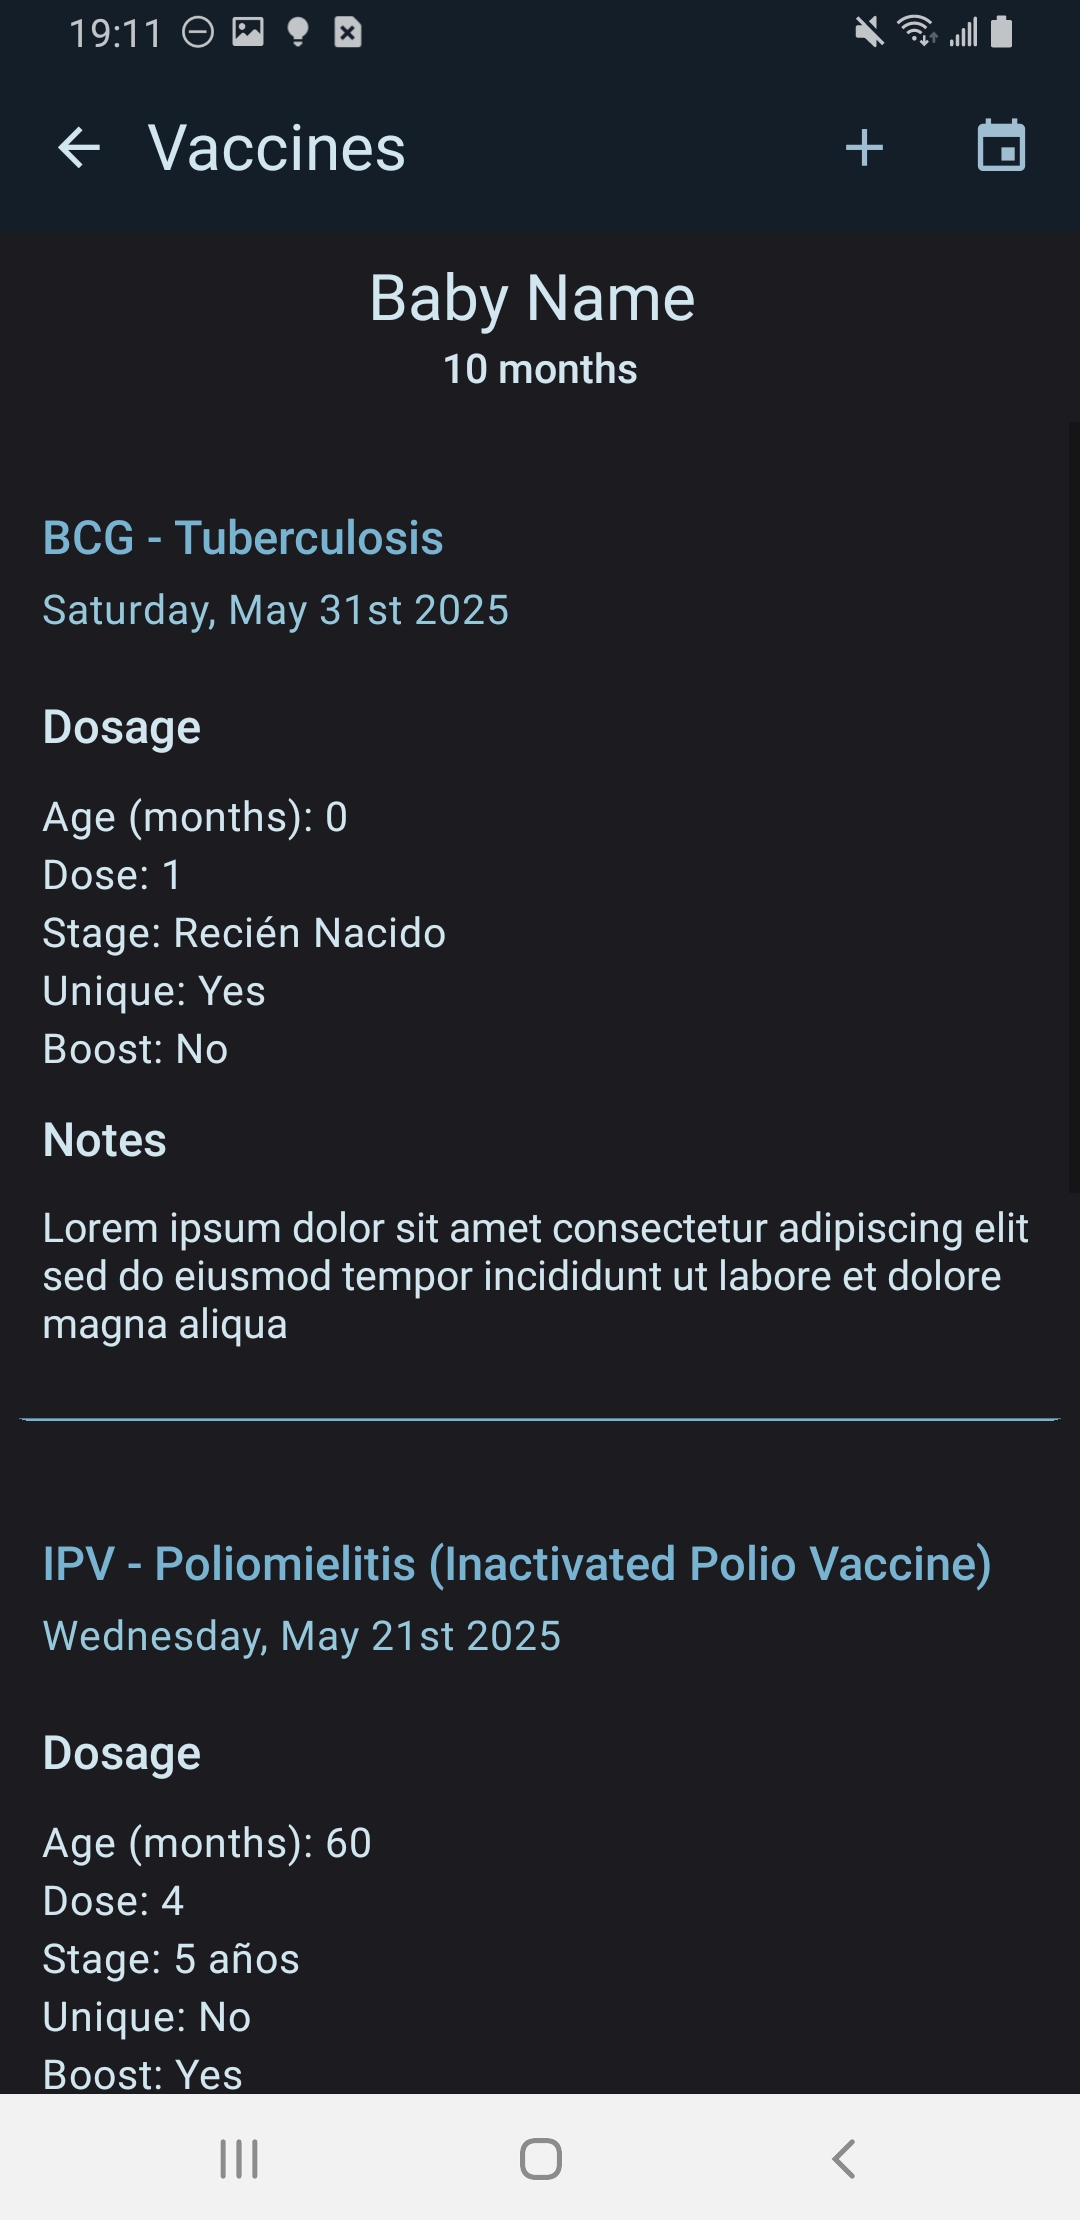 19:11
Vaccines
Baby Name
10 months
BCG - Tuberculosis
Saturday, May 31st 2025
Dosage
Age (months): 0
Dose: 1
Stage: Recién Nacido
Unique: Yes
Boost: No
Notes
Lorem ipsum dolor sit amet consectetur adipiscing elit
sed do eiusmod tempor incididunt ut labore et dolore
magna aliqua
IPV - Poliomielitis (Inactivated Polio Vaccine)
Wednesday, May 21st 2025
Dosage
Age (months): 60
Dose: 4
Stage: 5 años
Unique: No
Boost: Yes